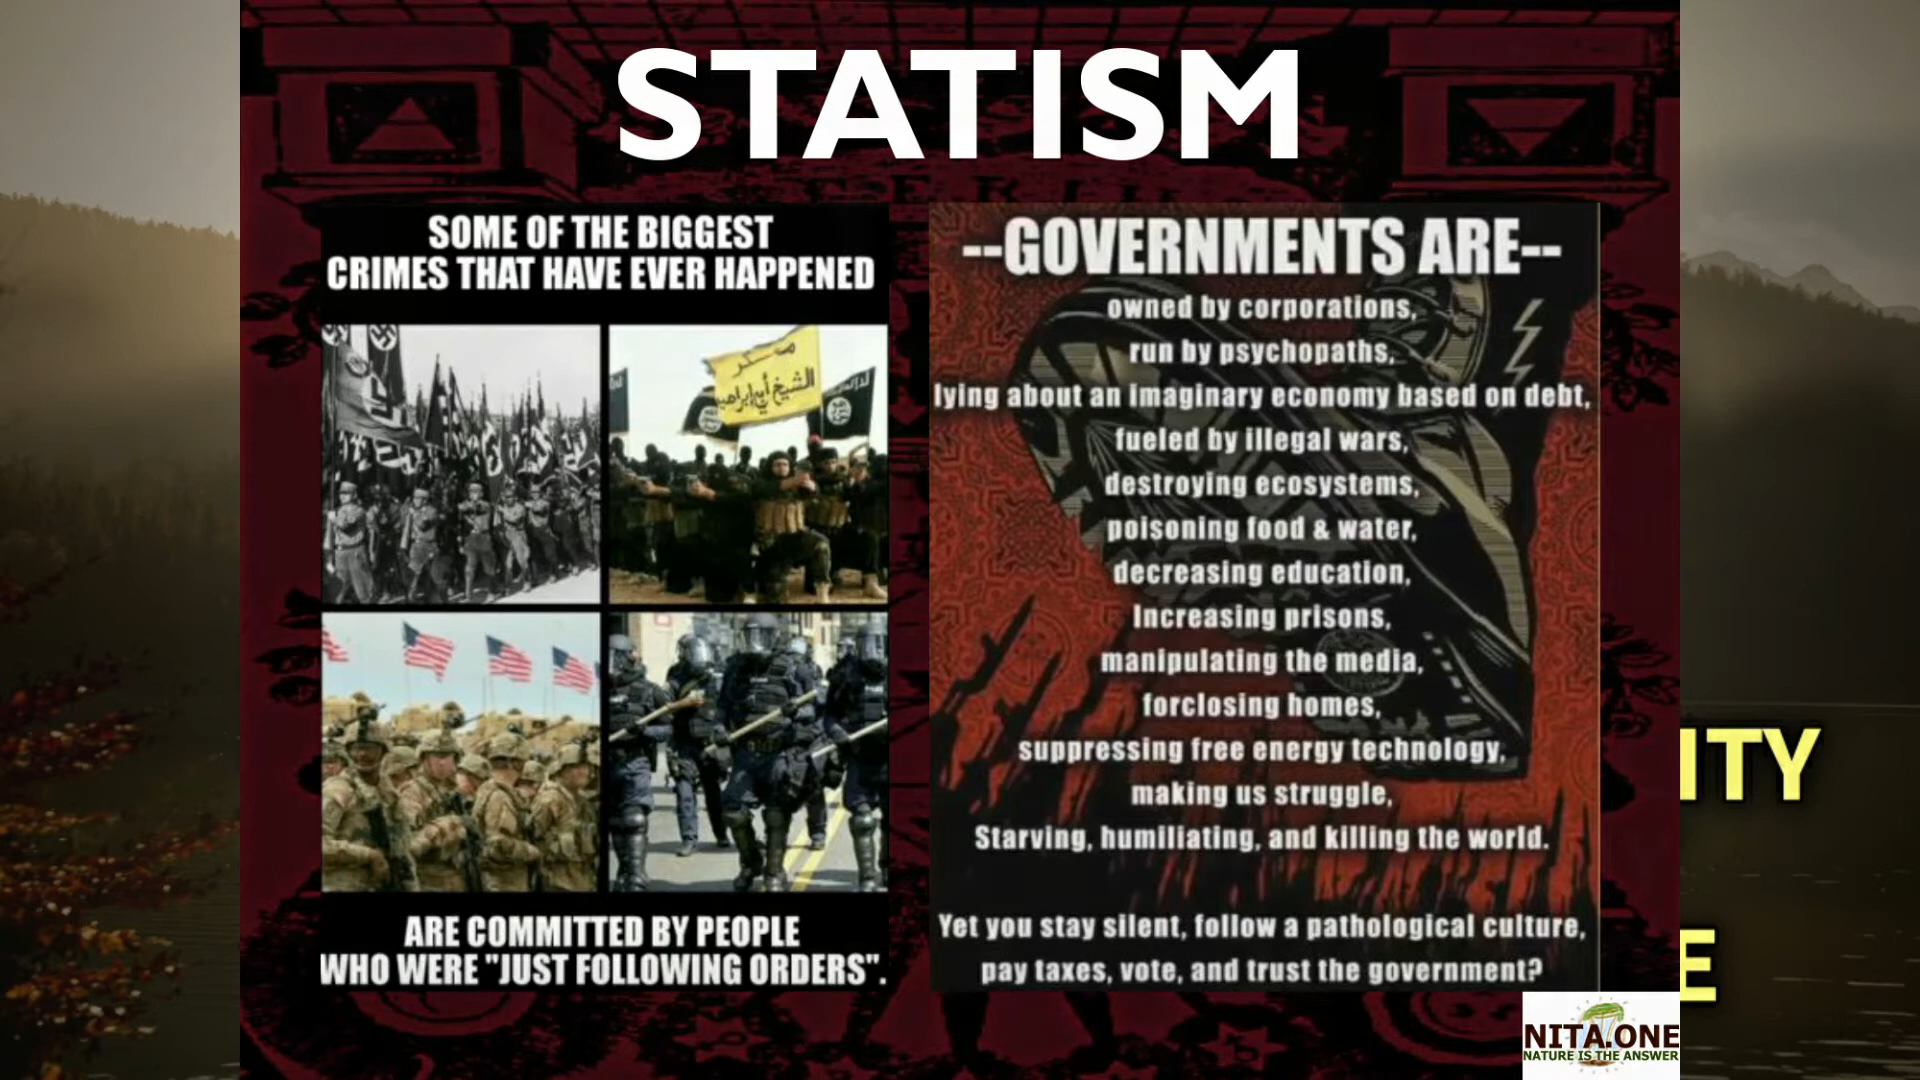 STATISM
SOME OF THE BIGGEST
CRIMES THAT HAVE EVER HAPPENED
معسكر
الشيخ أبي إبراهيم
ARE COMMITTED BY PEOPLE
WHO WERE "JUST FOLLOWING ORDERS".
--GOVERNMENTS ARE--
owned by corporations,
run by psychopaths,
lying about an imaginary economy based on debt,
fueled by illegal wars,
destroying ecosystems,
poisoning food & water,
decreasing education,
Increasing prisons,
manipulating the media,
forclosing homes,
suppressing free energy technology,
making us struggle,
Starving, humiliating, and killing the world.
Yet you stay silent, follow a pathological culture,
pay taxes, vote, and trust the government?
ITY
E
NITA.ONE
NATURE IS THE ANSWER